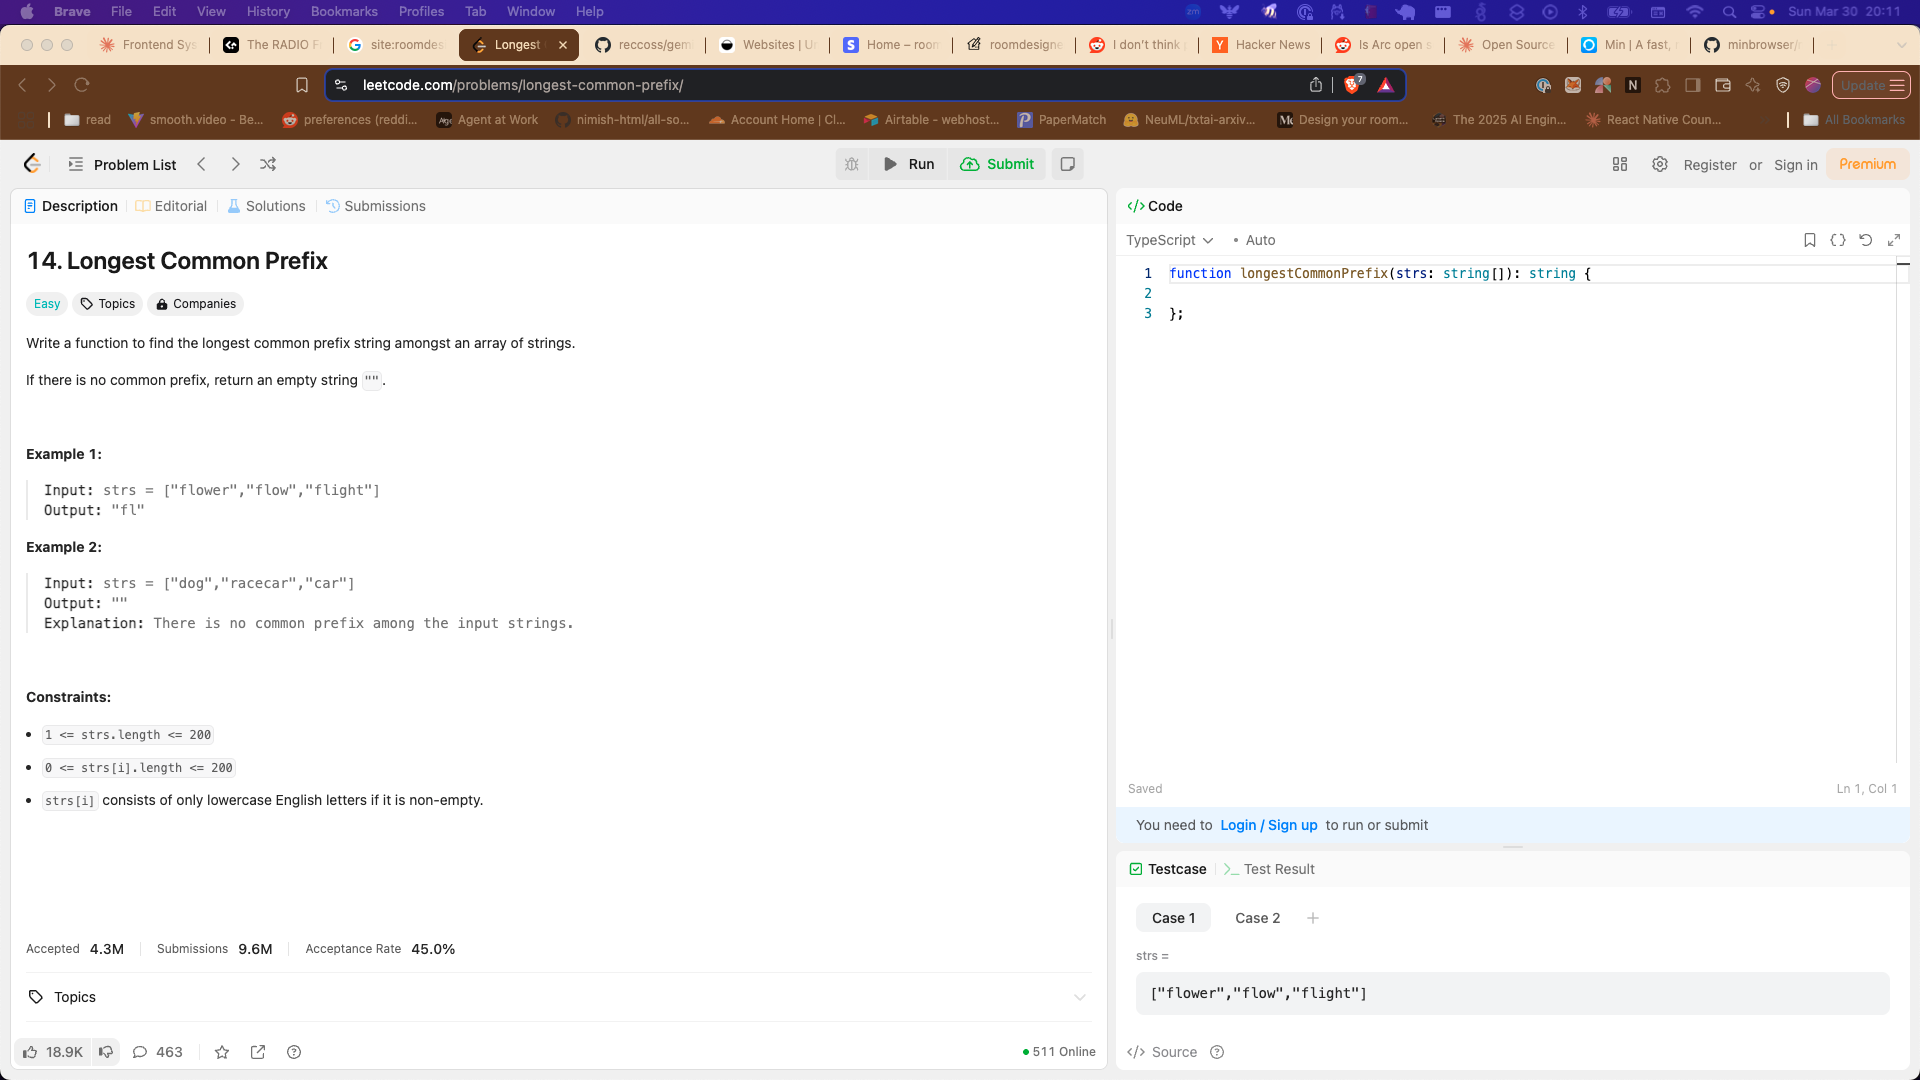 Brave File Edit View History Bookmarks Profiles Tab Window Help Sun Mar 30 20:11
Frontend Sys The RADIO F site:roomdes Longest reccoss/gem Websites | U Home – room roomdesigne I don't think Hacker News Is Arc open s Open Source Min | A fast, minbrowser/
leetcode.com/problems/longest-common-prefix/ 7 Update
read smooth.video - Be... preferences (reddi... Agent at Work nimish-html/all-so... Account Home | Cl... Airtable - webhost... PaperMatch NeuML/txtai-arxiv... Design your room... The 2025 AI Engin... React Native Coun... All Bookmarks
Problem List Run Submit Register or Sign in Premium
Description Editorial Solutions Submissions
14. Longest Common Prefix
Easy Topics Companies
Write a function to find the longest common prefix string amongst an array of strings.
If there is no common prefix, return an empty string "".
Example 1:
Input: strs = ["flower","flow","flight"]
Output: "fl"
Example 2:
Input: strs = ["dog","racecar","car"]
Output: ""
Explanation: There is no common prefix among the input strings.
Constraints:
• 1 <= strs.length <= 200
• 0 <= strs[i].length <= 200
• strs[i] consists of only lowercase English letters if it is non-empty.
Accepted 4.3M Submissions 9.6M Acceptance Rate 45.0%
Topics
18.9K 463 511 Online
</> Code
TypeScript • Auto
1 function longestCommonPrefix(strs: string[]): string {
2
3 };
Saved Ln 1, Col 1
You need to Login / Sign up to run or submit
Testcase >_ Test Result
Case 1 Case 2 +
strs =
["flower","flow","flight"]
</> Source